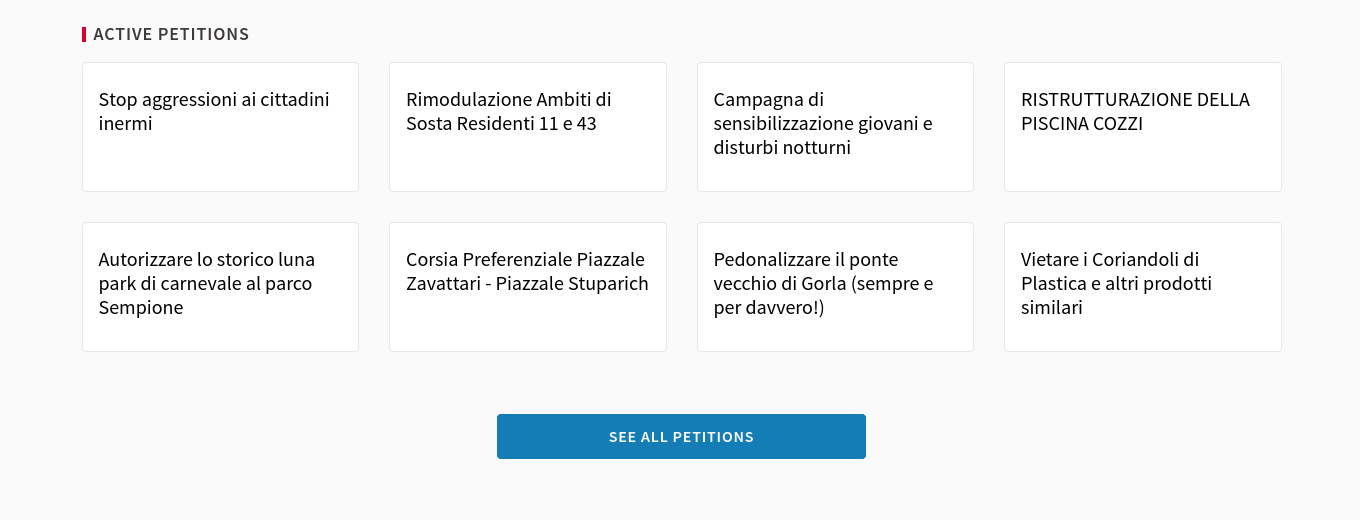 ACTIVE PETITIONS
Stop aggressioni ai cittadini
inermi
Rimodulazione Ambiti di
Sosta Residenti 11 e 43
Campagna di
sensibilizzazione giovani e
disturbi notturni
RISTRUTTURAZIONE DELLA
PISCINA COZZI
Autorizzare lo storico luna
park di carnevale al parco
Sempione
Corsia Preferenziale Piazzale
Zavattari - Piazzale Stuparich
Pedonalizzare il ponte
vecchio di Gorla (sempre e
per davvero!)
Vietare i Coriandoli di
Plastica e altri prodotti
similari
SEE ALL PETITIONS